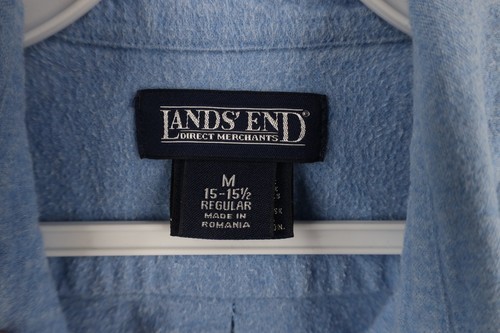 LANDS' END®
DIRECT MERCHANTS
M
15-15½
REGULAR
MADE IN
ROMANIA